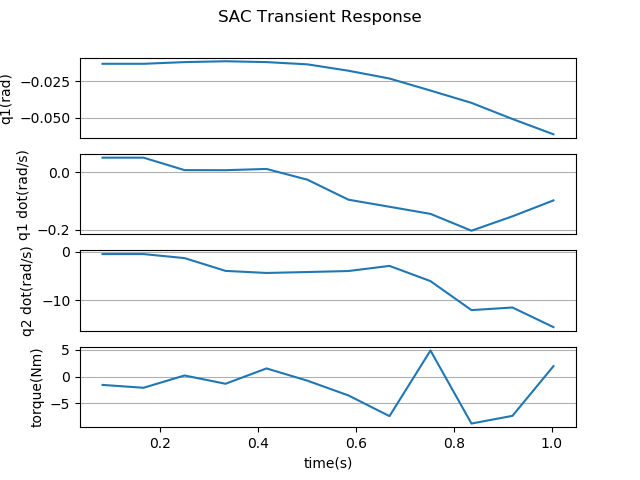 SAC Transient Response
q1(rad)
−0.025
−0.050
q1 dot(rad/s)
0.0
−0.2
q2 dot(rad/s)
0
−10
torque(Nm)
5
0
−5
0.2 0.4 0.6 0.8 1.0
time(s)